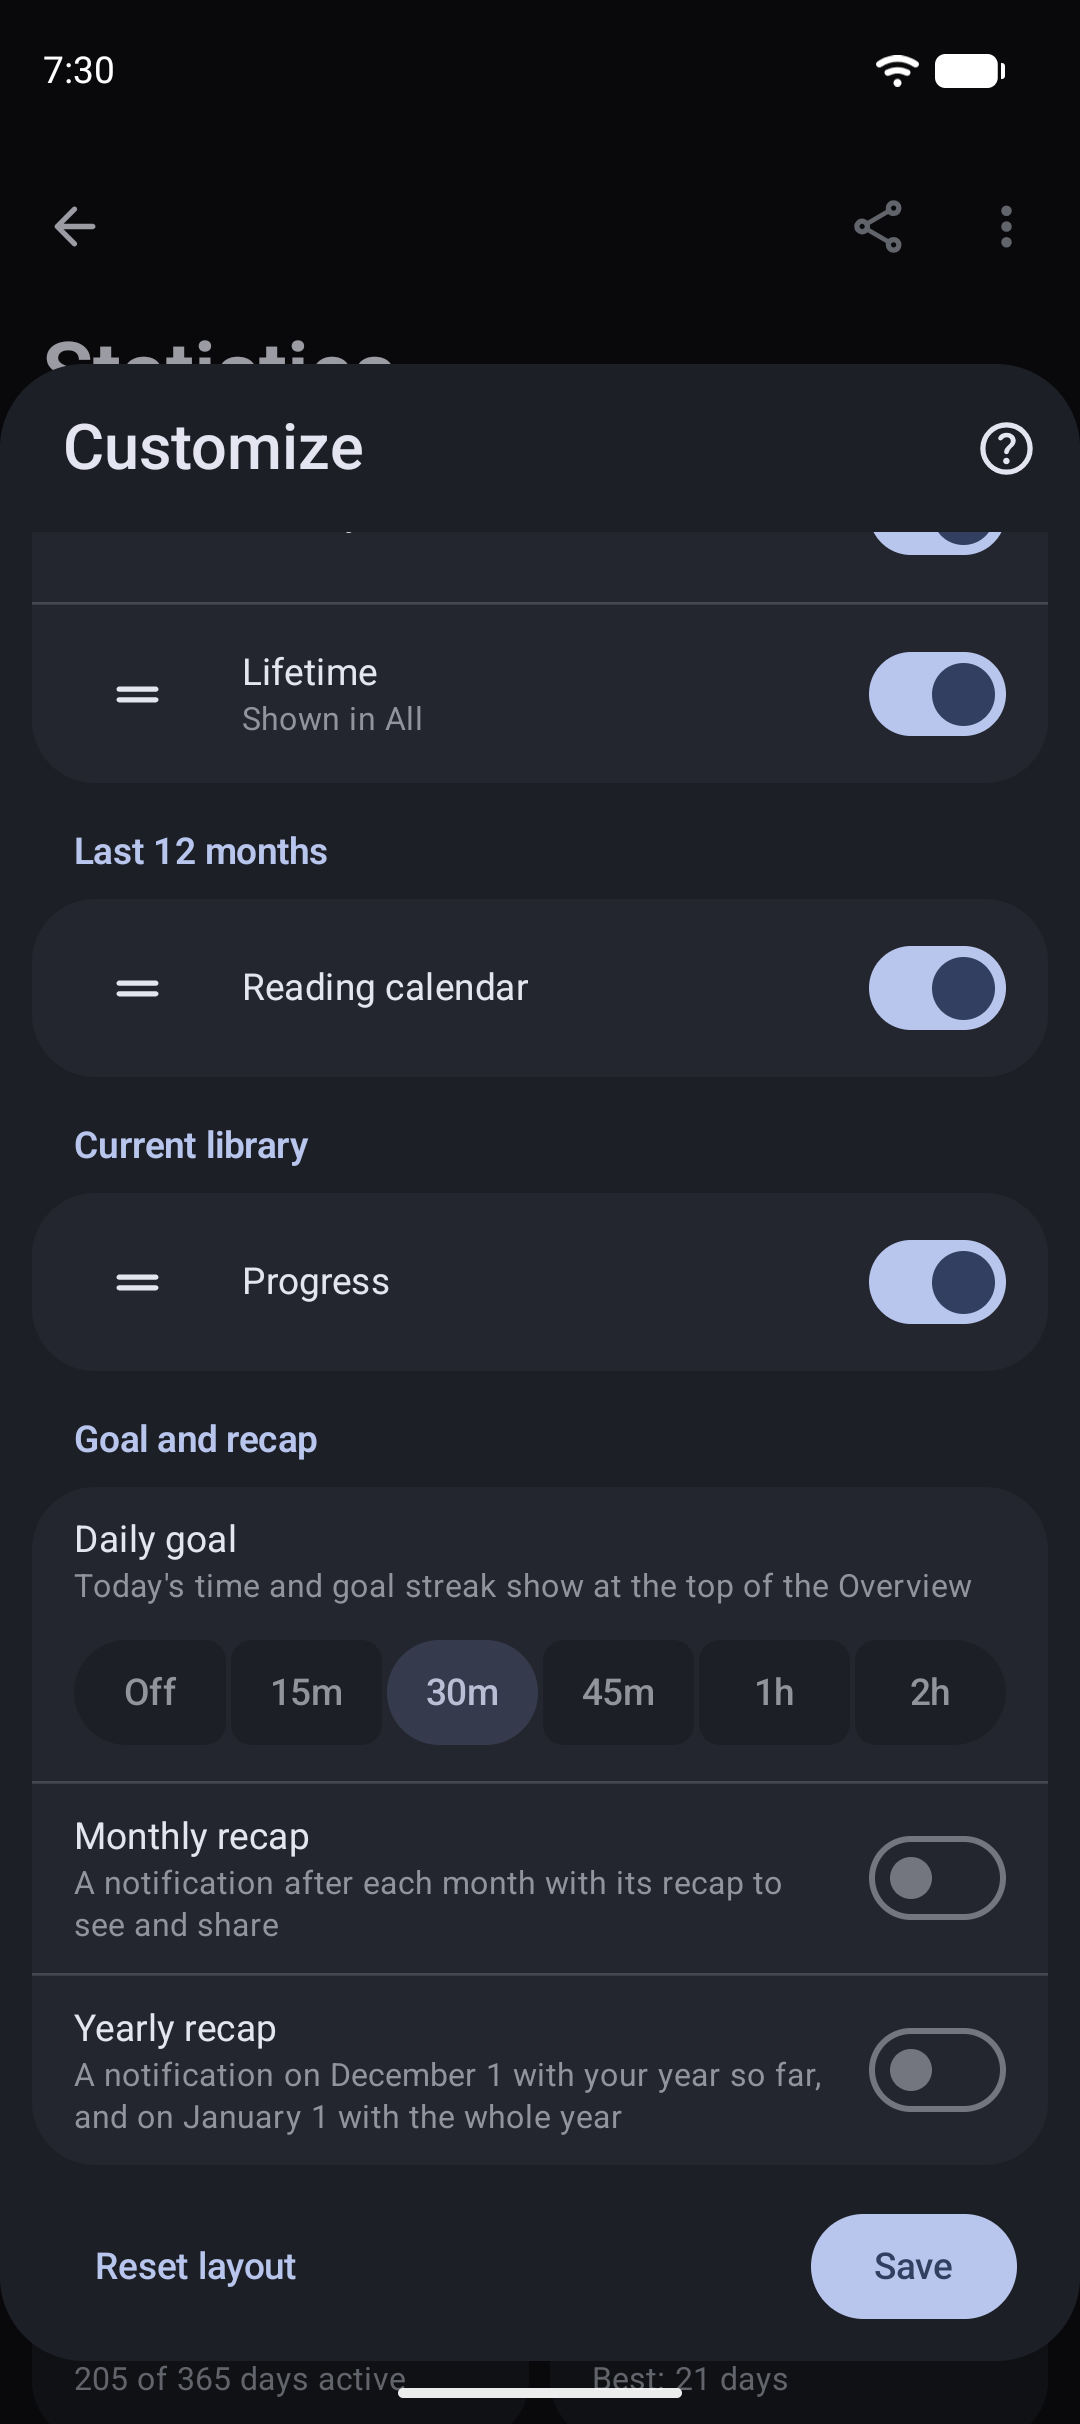 7:30
Statistics
Customize
Lifetime
Shown in All
Last 12 months
Reading calendar
Current library
Progress
Goal and recap
Daily goal
Today's time and goal streak show at the top of the Overview
Off
15m
30m
45m
1h
2h
Monthly recap
A notification after each month with its recap to
see and share
Yearly recap
A notification on December 1 with your year so far,
and on January 1 with the whole year
Reset layout
Save
205 of 365 days active
Best: 21 days